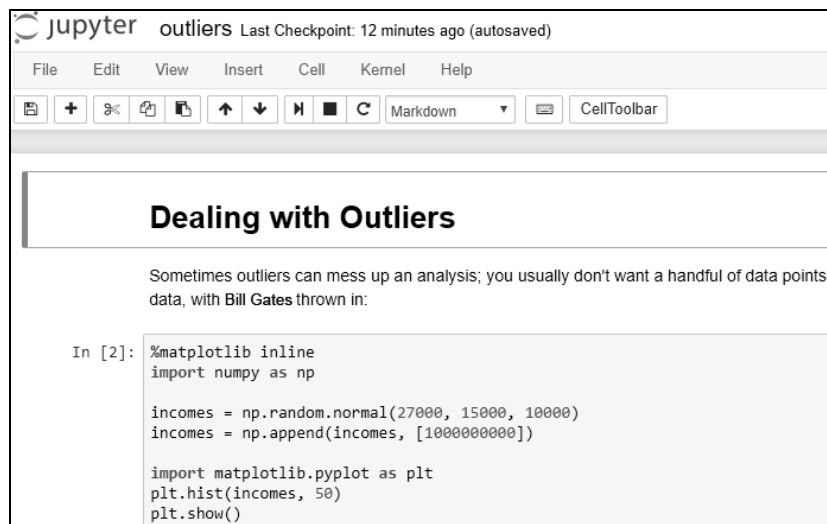 jupyter outliers Last Checkpoint: 12 minutes ago (autosaved)
File Edit View Insert Cell Kernel Help
Markdown CellToolbar
Dealing with Outliers
Sometimes outliers can mess up an analysis; you usually don't want a handful of data points
data, with Bill Gates thrown in:
In [2]: %matplotlib inline
import numpy as np
incomes = np.random.normal(27000, 15000, 10000)
incomes = np.append(incomes, [1000000000])
import matplotlib.pyplot as plt
plt.hist(incomes, 50)
plt.show()